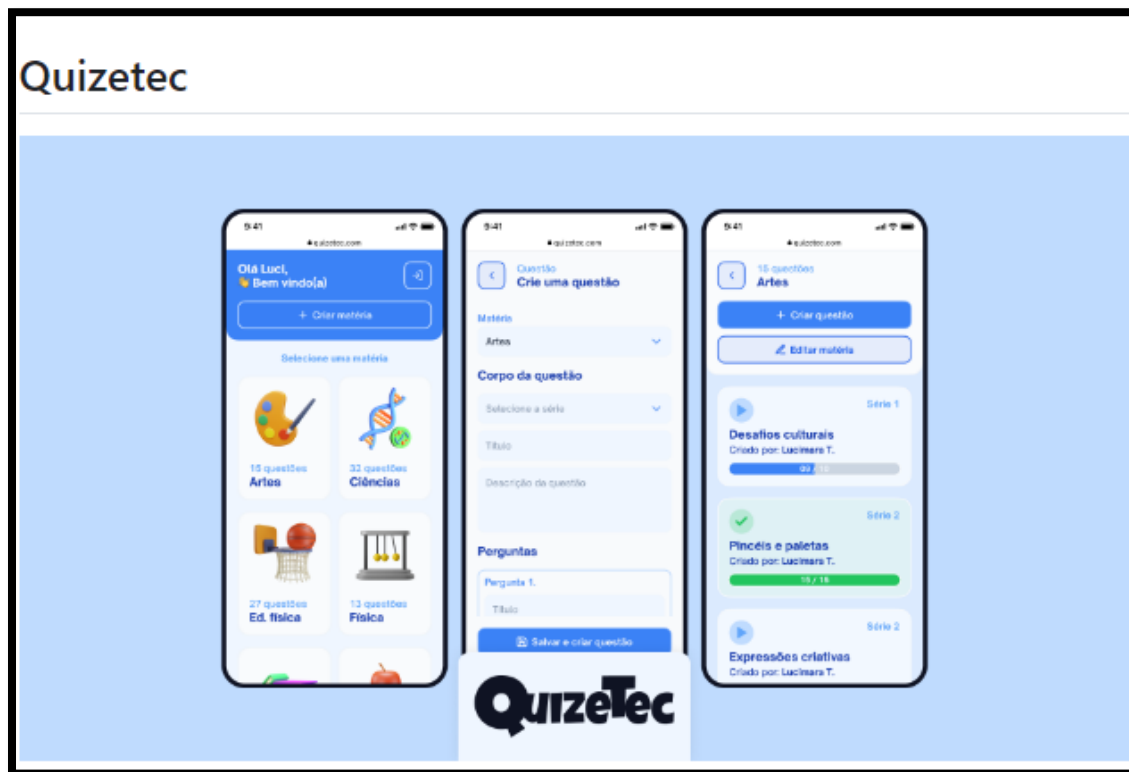 Quizetec
9:41
quizetec.com
Olá Luci,
👋 Bem vindo(a)
+ Criar matéria
Selecione uma matéria
16 questões
Artes
32 questões
Ciências
27 questões
Ed. física
13 questões
Física
9:41
quizetec.com
Questão
Crie uma questão
Matéria
Artes
Corpo da questão
Selecione a série
Título
Descrição da questão
Perguntas
Pergunta 1.
Título
Salvar e criar questão
9:41
quizetec.com
16 questões
Artes
+ Criar questão
Editar matéria
Série 1
Desafios culturais
Criado por: Lucimara T.
Série 2
Pincéis e paletas
Criado por: Lucimara T.
15 / 15
Série 2
Expressões criativas
Criado por: Lucimara T.
QuizeTec